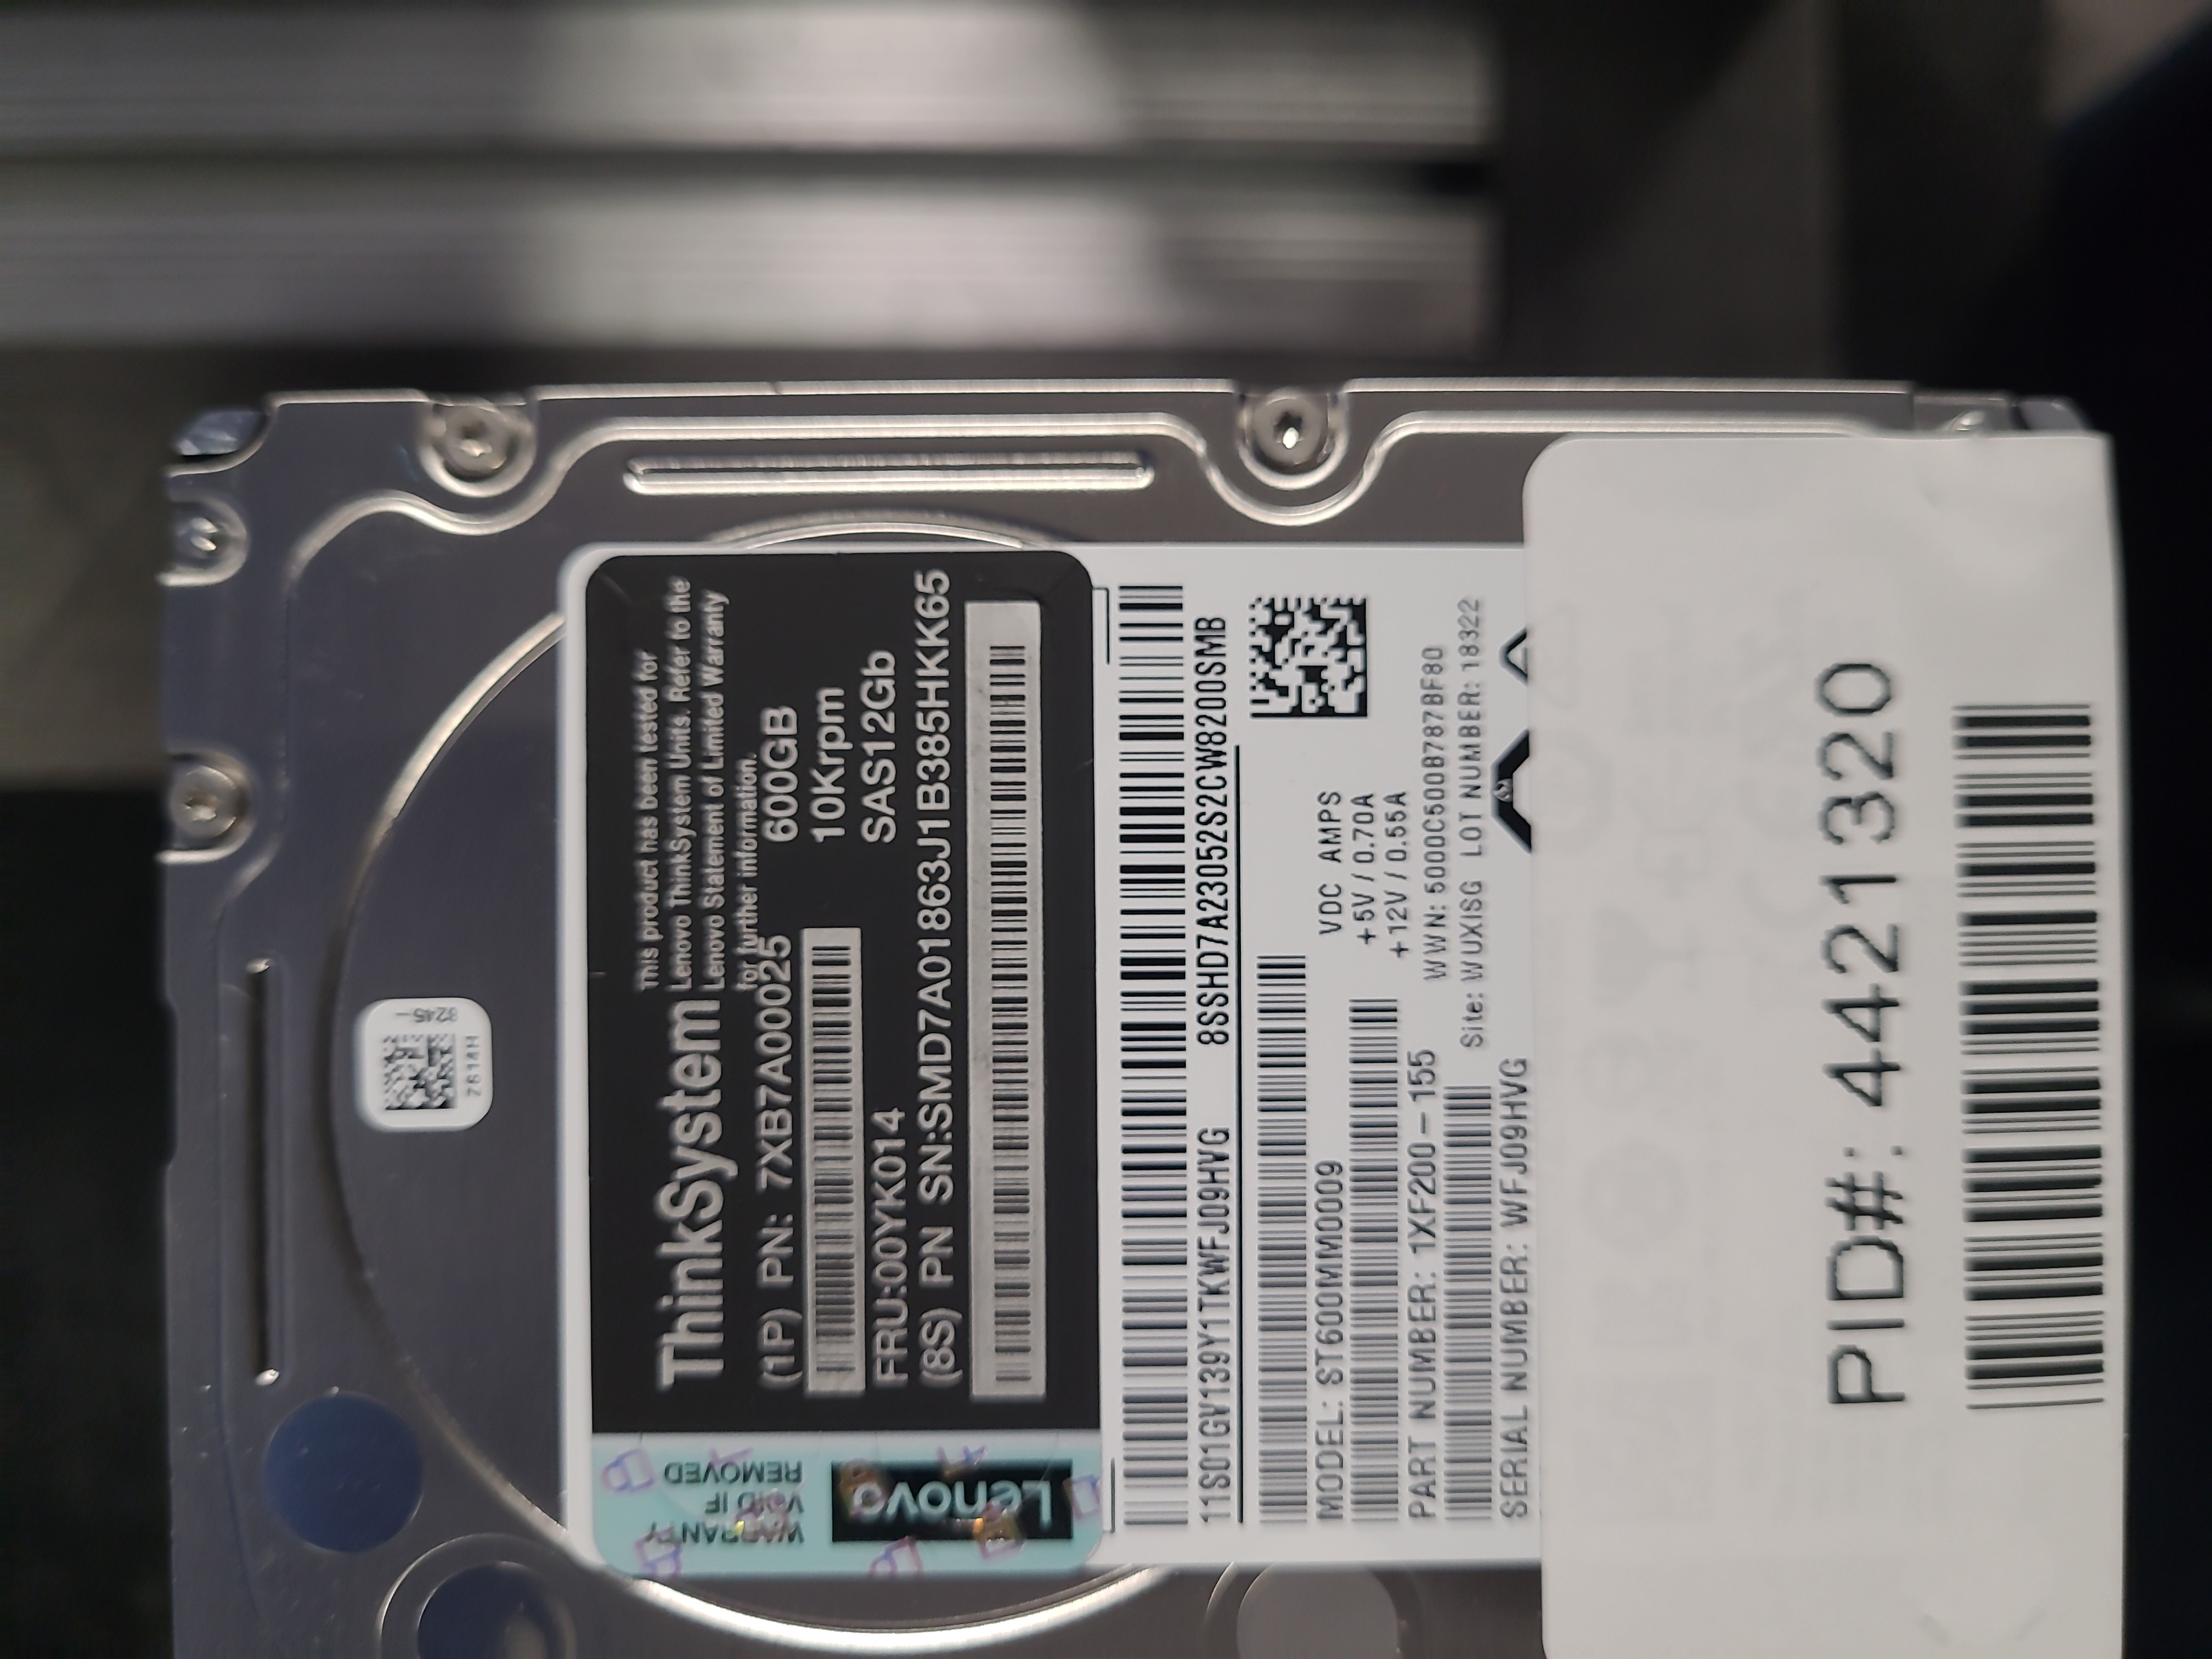 8245-
Z614H
WARRANTY
VOID IF
REMOVED
Lenovo
ThinkSystem
This product has been tested for
Lenovo ThinkSystem Units. Refer to the
Lenovo Statement of Limited Warranty
for further information.
(1P) PN: 7XB7A00025
600GB
10Krpm
SAS12Gb
FRU:00YK014
(8S) PN SN:SMD7A01863J1B385HKK65
11S01GV139Y1TKWFJ09HVG 8SSHD7A23052S2CW8200SMB
MODEL: ST600MM0009
VDC AMPS
+5V / 0.70A
+12V / 0.55A
PART NUMBER: 1XF200-155
WWN: 5000C500B787BF80
Site: WUXISG LOT NUMBER: 18322
SERIAL NUMBER: WFJ09HVG
PID#: 4421320